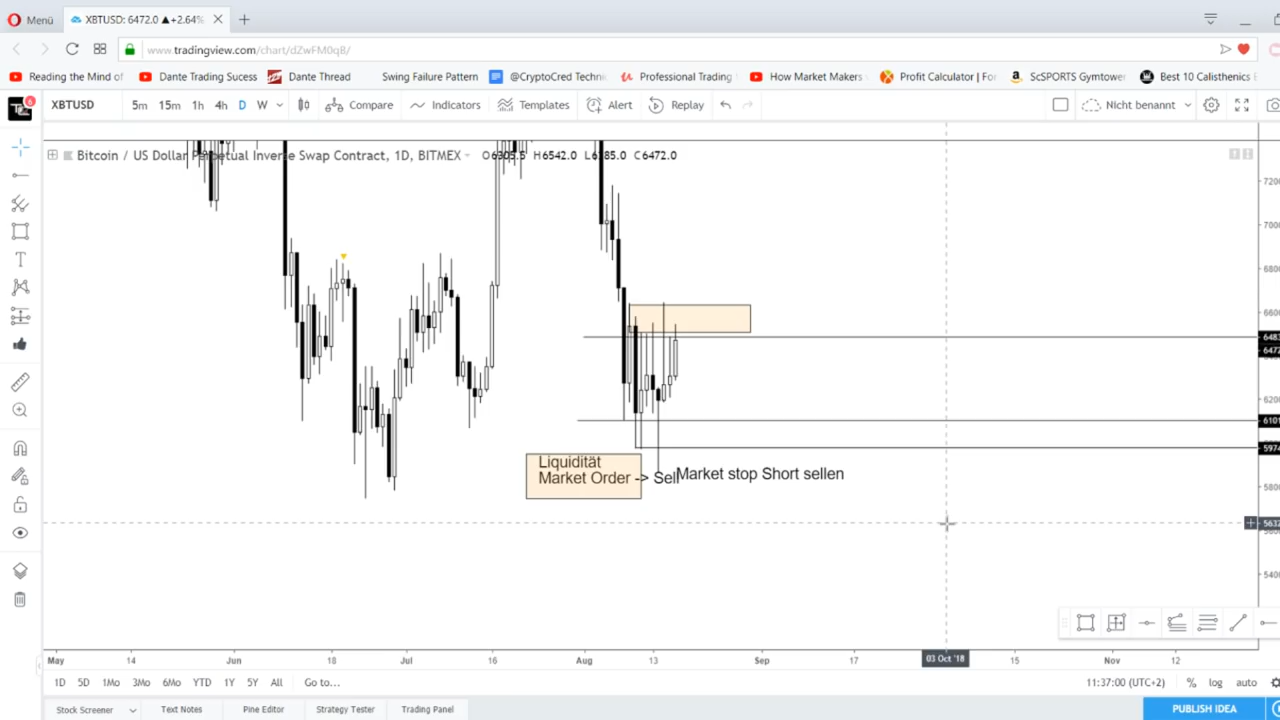 Menü
XBTUSD: 6472.0 ▲+2.64%
www.tradingview.com/chart/dZwFM0qB/
Reading the Mind of
Dante Trading Sucess
Dante Thread
Swing Failure Pattern
@CryptoCred Techni
Professional Trading
How Market Makers
Profit Calculator | Fo
ScSPORTS Gymtower
Best 10 Calisthenics E
6
XBTUSD
5m 15m 1h 4h D W
Compare
Indicators
Templates
Alert
Replay
Nicht benannt
Bitcoin / US Dollar Perpetual Inverse Swap Contract, 1D, BITMEX
H6542.0 C6472.0
7200
7000
6800
6600
6483
6472
6200
6101
5974
Liquidität
Market Order -> Sell
Market stop Short sellen
5800
5632
5400
May 14 Jun 18 Jul 16 Aug 13 Sep 17 03 Oct '18 15 Nov 12
1D 5D 1Mo 3Mo 6Mo YTD 1Y 5Y All Go to...
11:37:00 (UTC+2) % log auto
Stock Screener
Text Notes
Pine Editor
Strategy Tester
Trading Panel
PUBLISH IDEA